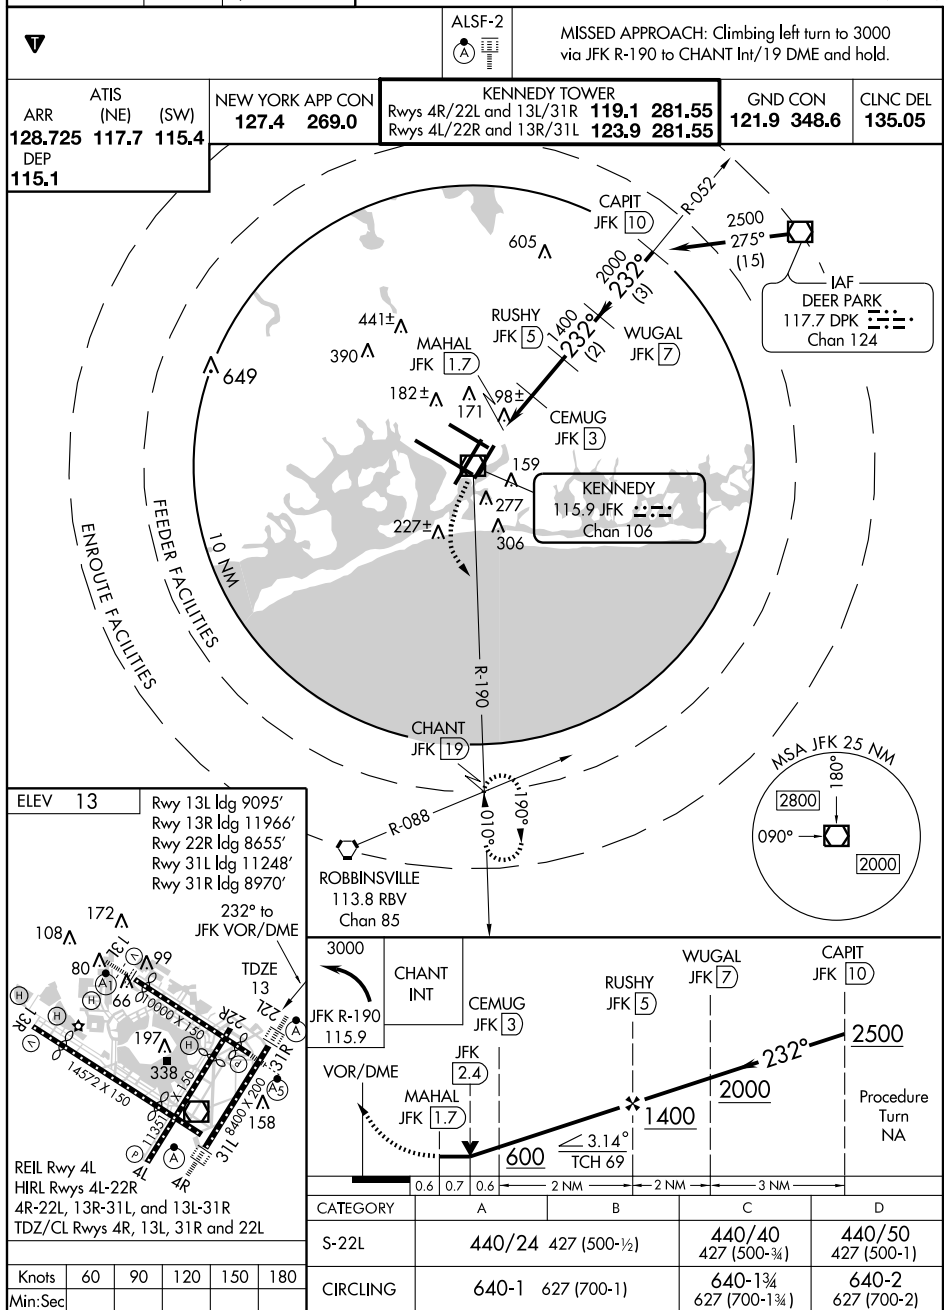 ALSF-2
A
T
MISSED APPROACH: Climbing left turn to 3000
via JFK R-190 to CHANT Int/19 DME and hold.
ATIS
ARR (NE) (SW)
128.725 117.7 115.4
DEP
115.1
NEW YORK APP CON
127.4 269.0
KENNEDY TOWER
Rwys 4R/22L and 13L/31R 119.1 281.55
Rwys 4L/22R and 13R/31L 123.9 281.55
GND CON
121.9 348.6
CLNC DEL
135.05
R-052
CAPIT
JFK 10
2500
275°
(15)
605
2000
232°
(3)
IAF
DEER PARK
117.7 DPK
Chan 124
RUSHY
JFK 5
1400
232°
(2)
WUGAL
JFK 7
441±
390
MAHAL
JFK 1.7
649
182±
171
98±
CEMUG
JFK 3
159
KENNEDY
115.9 JFK
Chan 106
277
227±
306
10 NM
FEEDER FACILITIES
ENROUTE FACILITIES
R-190
CHANT
JFK 19
R-088
010°
190°
ROBBINSVILLE
113.8 RBV
Chan 85
MSA JFK 25 NM
180°
2800
090°
2000
ELEV 13
Rwy 13L ldg 9095'
Rwy 13R ldg 11966'
Rwy 22R ldg 8655'
Rwy 31L ldg 11248'
Rwy 31R ldg 8970'
232° to
JFK VOR/DME
TDZE
13
172
108
13L
99
80
A1
66
V
H
13R
10000 X 150
22R
22L
A
197
338
31R
A5
14572 X 150
11351 X 150
8400 X 200
158
P
4L
A
4R
31L
REIL Rwy 4L
HIRL Rwys 4L-22R
4R-22L, 13R-31L, and 13L-31R
TDZ/CL Rwys 4R, 13L, 31R and 22L
Knots 60 90 120 150 180
Min:Sec
3000
JFK R-190
115.9
CHANT
INT
VOR/DME
MAHAL
JFK 1.7
JFK
2.4
CEMUG
JFK 3
RUSHY
JFK 5
WUGAL
JFK 7
CAPIT
JFK 10
232°
2500
2000
1400
600
3.14°
TCH 69
Procedure
Turn
NA
0.6 0.7 0.6 2 NM 2 NM 3 NM
CATEGORY A B C D
S-22L 440/24 427 (500-½) 440/40 427 (500-¾) 440/50 427 (500-1)
CIRCLING 640-1 627 (700-1) 640-1¾ 627 (700-1¾) 640-2 627 (700-2)